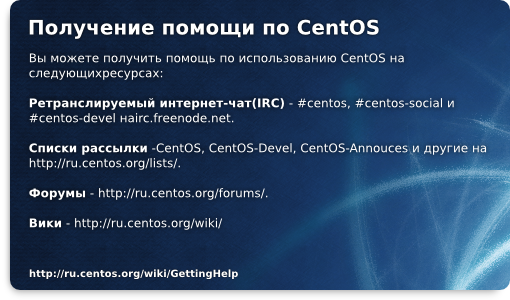 Получение помощи по CentOS
Вы можете получить помощь по использованию CentOS на
следующихресурсах:
Ретранслируемый интернет-чат(IRC) - #centos, #centos-social и
#centos-devel наirc.freenode.net.
Списки рассылки -CentOS, CentOS-Devel, CentOS-Annouces и другие на
http://ru.centos.org/lists/.
Форумы - http://ru.centos.org/forums/.
Вики - http://ru.centos.org/wiki/
http://ru.centos.org/wiki/GettingHelp